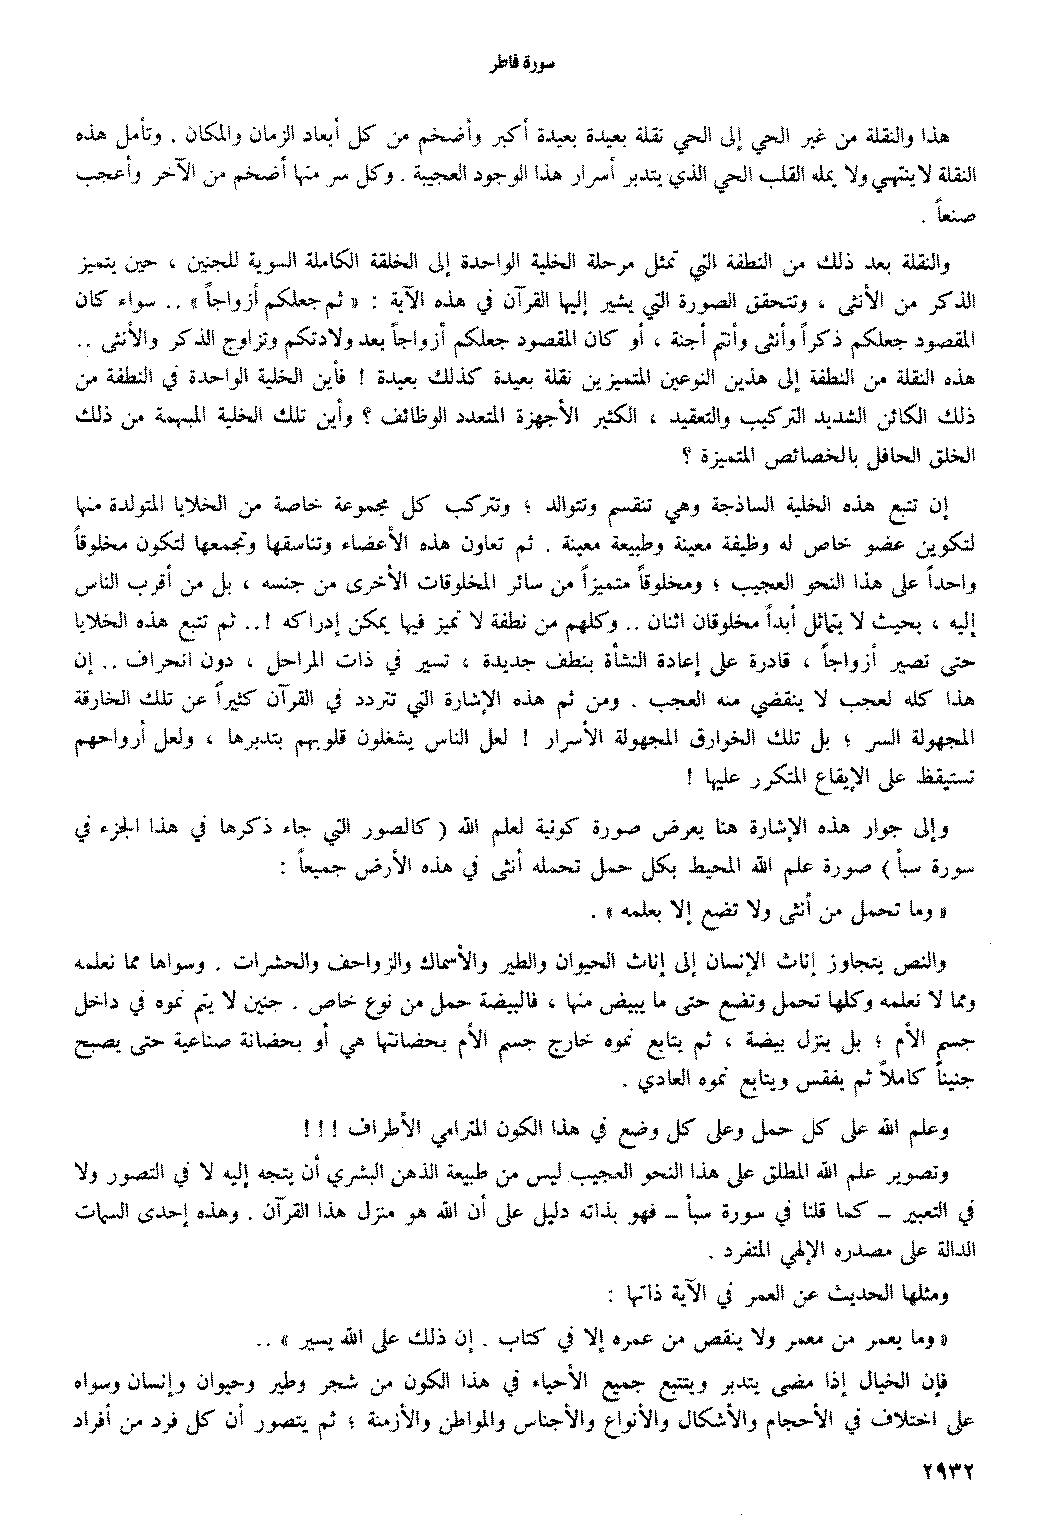 سورة فاطر
هذا والنقلة من غير الحي إلى الحي نقلة بعيدة بعيدة أكبر وأضخم من كل أبعاد الزمان والمكان . وتأمل هذه
النقلة لا ينتهي ولا يمله القلب الحي الذي يتدبر أسرار هذا الوجود العجيبة . وكل سر منها أضخم من الآخر وأعجب
صنعاً .
والنقلة بعد ذلك من النطفة التي تمثل مرحلة الخلية الواحدة إلى الخلقة الكاملة السوية للجنين ، حين يتميز
الذكر من الأنثى ، وتتحقق الصورة التي يشير إليها القرآن في هذه الآية : « ثم جعلكم أزواجاً » .. سواء كان
المقصود جعلكم ذكراً وأنثى وأنتم أجنة ، أو كان المقصود جعلكم أزواجاً بعد ولادتكم وتزاوج الذكر والأنثى ..
هذه النقلة من النطفة إلى هذين النوعين المتميزين نقلة بعيدة كذلك بعيدة ! فأين الخلية الواحدة في النطفة من
ذلك الكائن الشديد التركيب والتعقيد ، الكثير الأجهزة المتعدد الوظائف ؟ وأين تلك الخلية المبهمة من ذلك
الخلق الحافل بالخصائص المتميزة ؟
إن تتبع هذه الخلية الساذجة وهي تنقسم وتتوالد ؛ وتتركب كل مجموعة خاصة من الخلايا المتولدة منها
لتكوين عضو خاص له وظيفة معينة وطبيعة معينة . ثم تعاون هذه الأعضاء وتناسقها وتجمعها لتكون مخلوقاً
واحداً على هذا النحو العجيب ؛ ومخلوقاً متميزاً من سائر المخلوقات الأخرى من جنسه ، بل من أقرب الناس
إليه ، بحيث لا يتماثل أبداً مخلوقان اثنان .. وكلهم من نطفة لا تميز فيها يمكن إدراكه ! .. ثم تتبع هذه الخلايا
حتى تصير أزواجاً ، قادرة على إعادة النشأة بنطف جديدة ، تسير في ذات المراحل ، دون انحراف .. إن
هذا كله لعجب لا ينقضي منه العجب . ومن ثم هذه الإشارة التي تتردد في القرآن كثيراً عن تلك الخارقة
المجهولة السر ؛ بل تلك الخوارق المجهولة الأسرار ! لعل الناس يشغلون قلوبهم بتدبرها ، ولعل أرواحهم
تستيقظ على الإيقاع المتكرر عليها !
وإلى جوار هذه الإشارة هنا يعرض صورة كونية لعلم الله ( كالصور التي جاء ذكرها في هذا الجزء في
سورة سبأ ) صورة علم الله المحيط بكل حمل تحمله أنثى في هذه الأرض جميعاً :
« وما تحمل من أنثى ولا تضع إلا بعلمه » .
والنص يتجاوز إناث الإنسان إلى إناث الحيوان والطير والأسماك والزواحف والحشرات . وسواها مما نعلمه
ومما لا نعلمه وكلها تحمل وتضع حتى ما يبيض منها ، فالبيضة حمل من نوع خاص . جنين لا يتم نموه في داخل
جسم الأم ؛ بل ينزل بيضة ، ثم يتابع نموه خارج جسم الأم بحضانتها هي أو بحضانة صناعية حتى يصبح
جنيناً كاملاً ثم يفقس ويتابع نموه العادي .
وعلم الله على كل حمل وعلى كل وضع في هذا الكون المترامي الأطراف ! ! !
وتصوير علم الله المطلق على هذا النحو العجيب ليس من طبيعة الذهن البشري أن يتجه إليه لا في التصور ولا
في التعبير ــ كما قلنا في سورة سبأ ــ فهو بذاته دليل على أن الله هو منزل هذا القرآن . وهذه إحدى السمات
الدالة على مصدره الإلهي المتفرد .
ومثلها الحديث عن العمر في الآية ذاتها :
« وما يعمر من معمر ولا ينقص من عمره إلا في كتاب . إن ذلك على الله يسير » ..
فإن الخيال إذا مضى يتدبر ويتتبع جميع الأحياء في هذا الكون من شجر وطير وحيوان وإنسان وسواه
على اختلاف في الأحجام والأشكال والأنواع والأجناس والمواطن والأزمنة ؛ ثم يتصور أن كل فرد من أفراد
٢٩٣٢